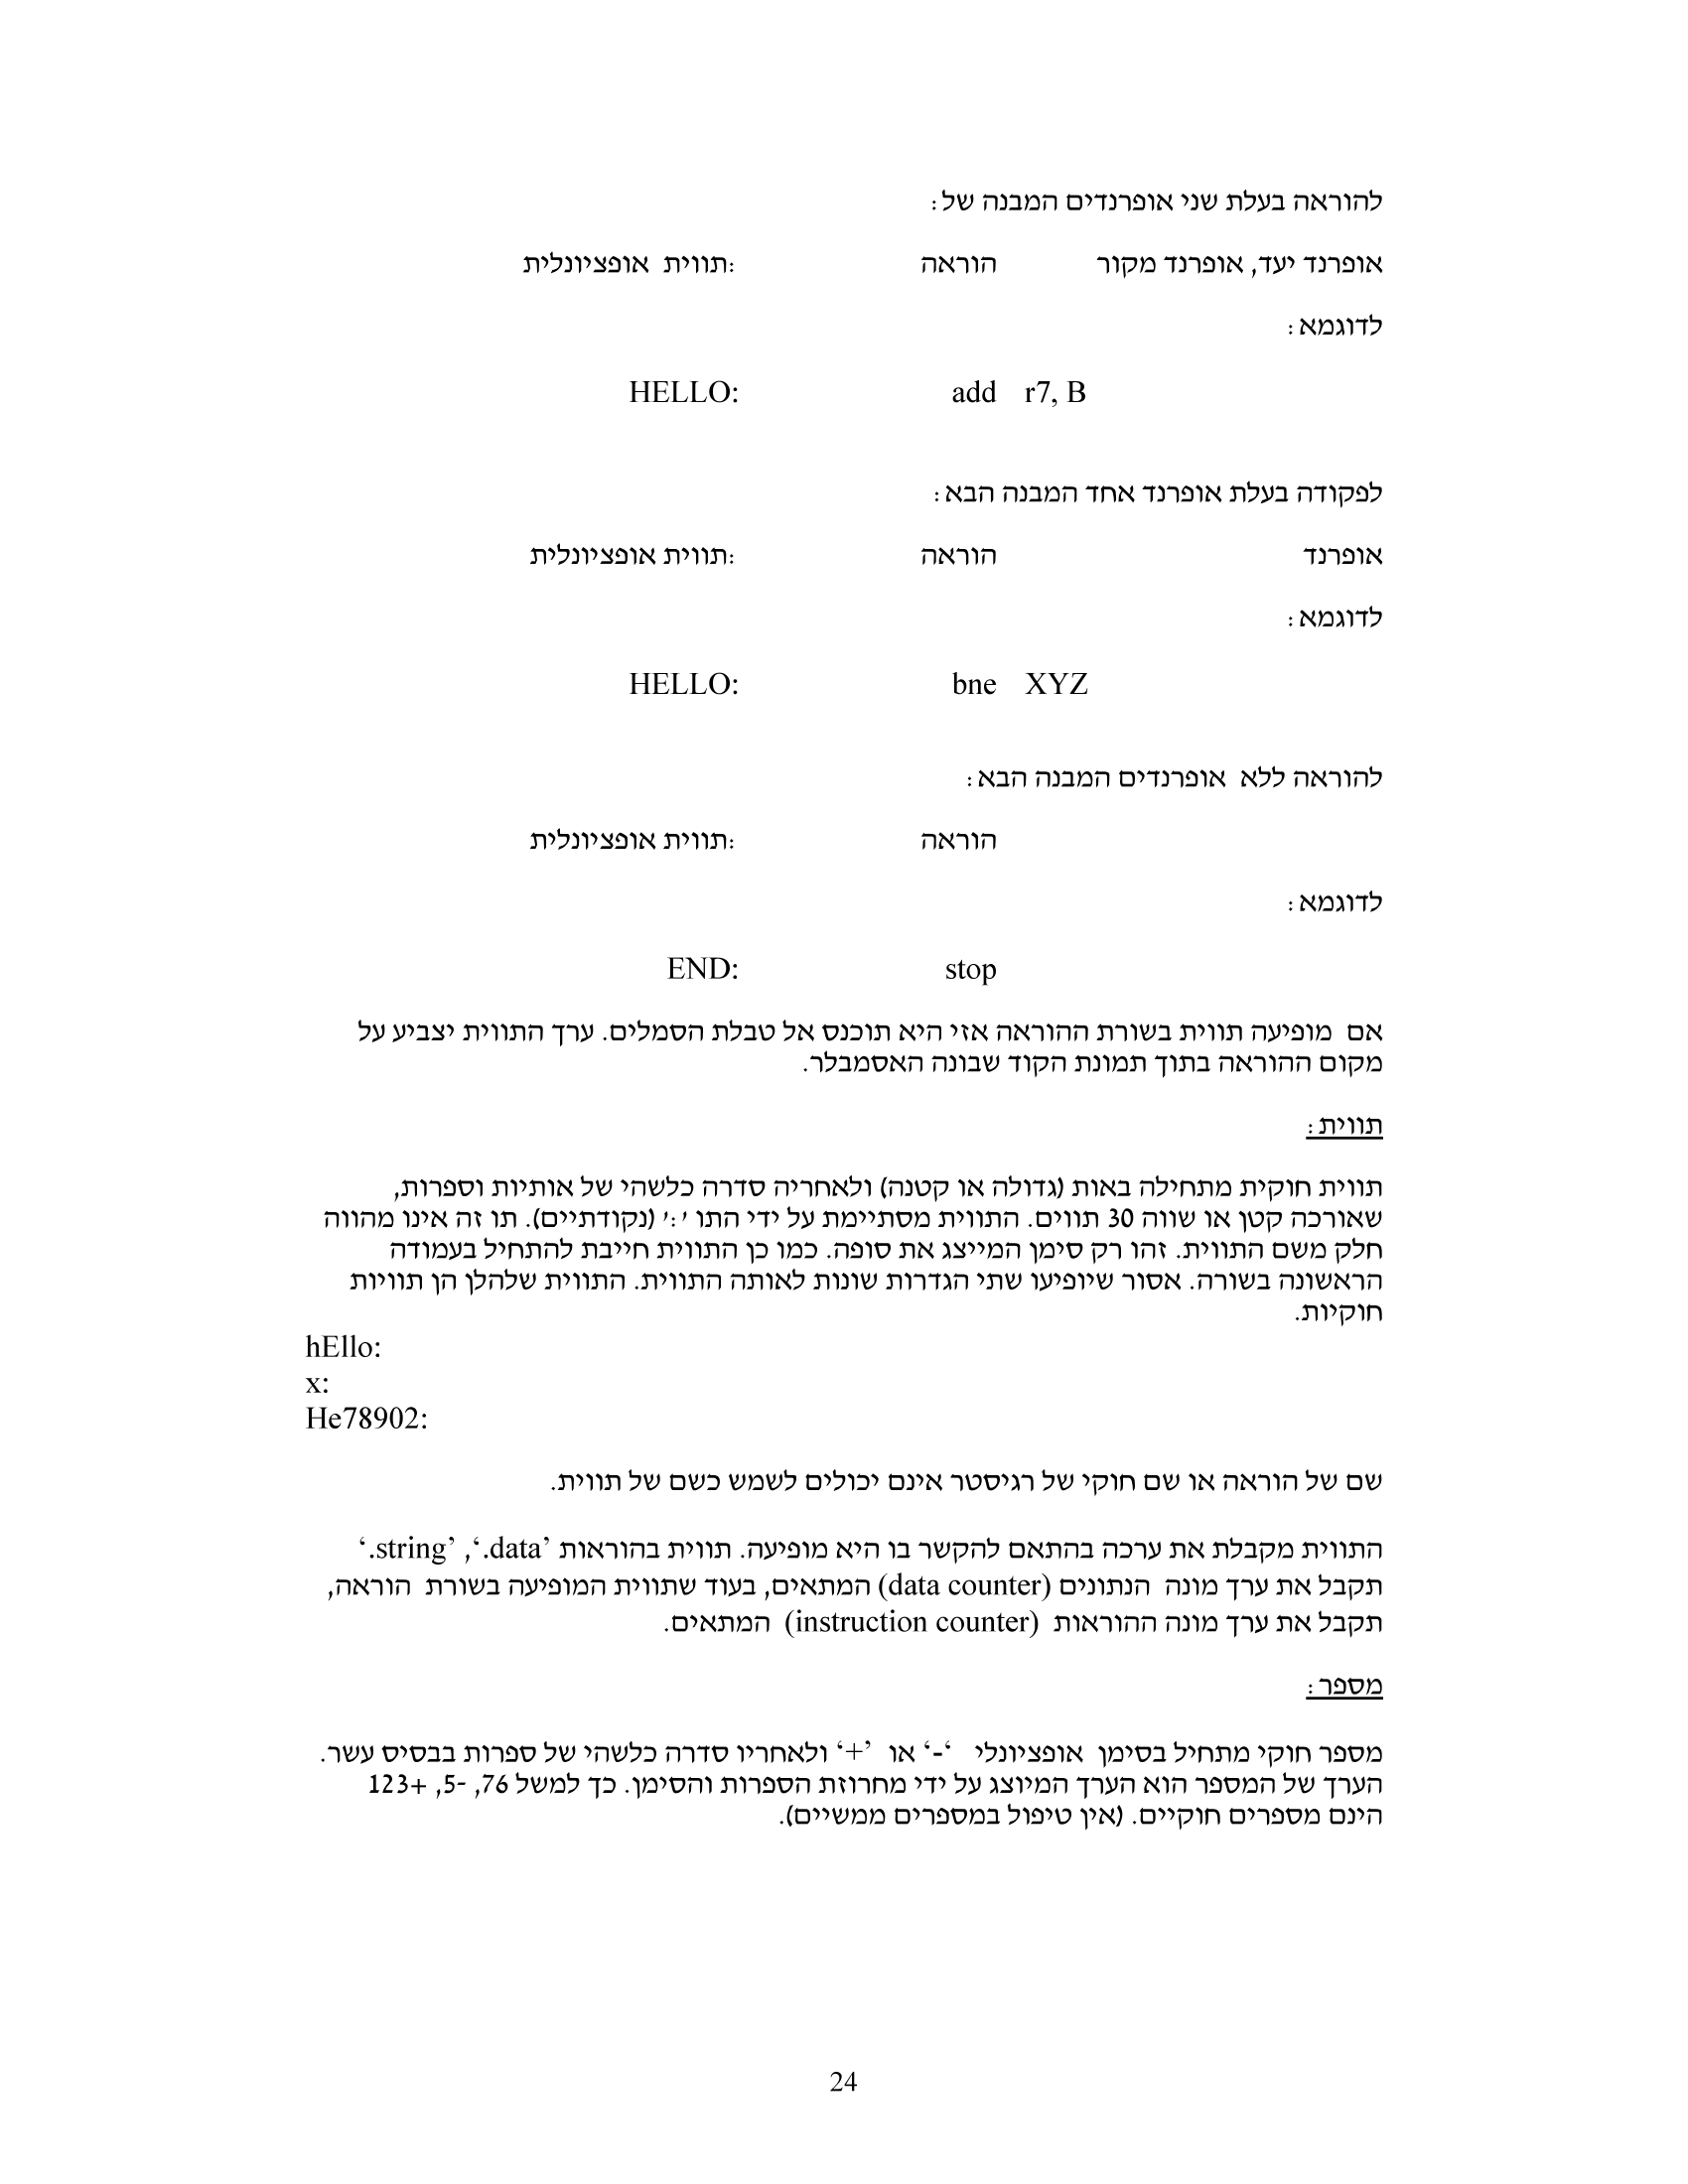 להוראה בעלת שני אופרנדים המבנה של:
אופרנד יעד, אופרנד מקור הוראה :תווית אופציונלית
לדוגמא:
HELLO: add r7, B
לפקודה בעלת אופרנד אחד המבנה הבא:
אופרנד הוראה :תווית אופציונלית
לדוגמא:
HELLO: bne XYZ
להוראה ללא אופרנדים המבנה הבא:
הוראה :תווית אופציונלית
לדוגמא:
END: stop
אם מופיעה תווית בשורת ההוראה אזי היא תוכנס אל טבלת הסמלים. ערך התווית יצביע על
מקום ההוראה בתוך תמונת הקוד שבונה האסמבלר.
תווית:
תווית חוקית מתחילה באות (גדולה או קטנה) ולאחריה סדרה כלשהי של אותיות וספרות,
שאורכה קטן או שווה 30 תווים. התווית מסתיימת על ידי התו ':' (נקודתיים). תו זה אינו מהווה
חלק משם התווית. זהו רק סימן המייצג את סופה. כמו כן התווית חייבת להתחיל בעמודה
הראשונה בשורה. אסור שיופיעו שתי הגדרות שונות לאותה התווית. התווית שלהלן הן תוויות
חוקיות.
hEllo:
x:
He78902:
שם של הוראה או שם חוקי של רגיסטר אינם יכולים לשמש כשם של תווית.
התווית מקבלת את ערכה בהתאם להקשר בו היא מופיעה. תווית בהוראות ’data.‘, ’string.‘
תקבל את ערך מונה הנתונים (data counter) המתאים, בעוד שתווית המופיעה בשורת הוראה,
תקבל את ערך מונה ההוראות (instruction counter) המתאים.
מספר:
מספר חוקי מתחיל בסימן אופציונלי ‘-‘ או ’+‘ ולאחריו סדרה כלשהי של ספרות בבסיס עשר.
הערך של המספר הוא הערך המיוצג על ידי מחרוזת הספרות והסימן. כך למשל 76, -5, +123
הינם מספרים חוקיים. (אין טיפול במספרים ממשיים).
24